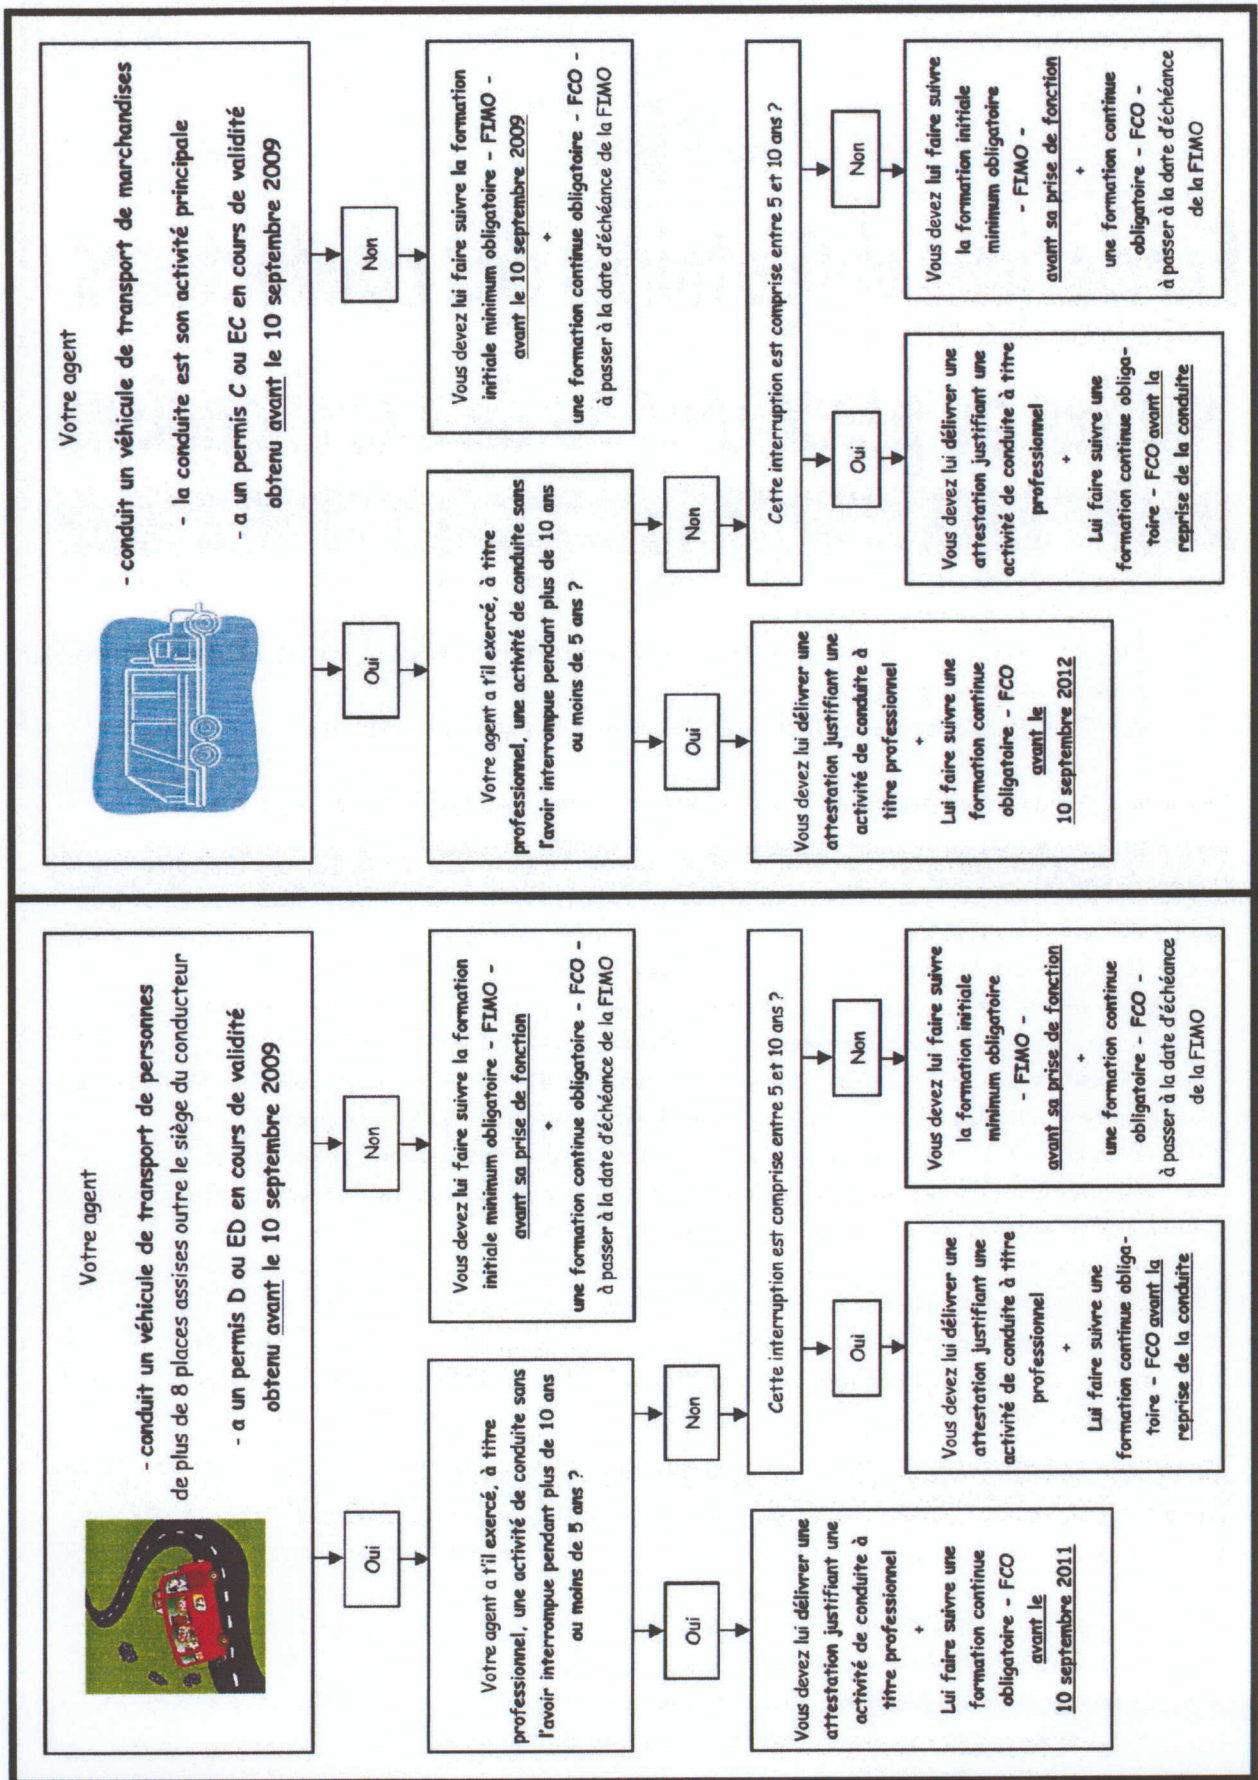 Votre agent
- conduit un véhicule de transport de personnes
de plus de 8 places assises outre le siège du conducteur
- a un permis D ou ED en cours de validité
obtenu avant le 10 septembre 2009
Oui
Non
Votre agent a t'il exercé, à titre
professionnel, une activité de conduite sans
l'avoir interrompue pendant plus de 10 ans
ou moins de 5 ans ?
Vous devez lui faire suivre la formation
initiale minimum obligatoire - FIMO -
avant sa prise de fonction
+
une formation continue obligatoire - FCO -
à passer à la date d'échéance de la FIMO
Oui
Non
Vous devez lui délivrer une
attestation justifiant une
activité de conduite à
titre professionnel
+
Lui faire suivre une
formation continue
obligatoire - FCO
avant le
10 septembre 2011
Cette interruption est comprise entre 5 et 10 ans ?
Oui
Non
Vous devez lui délivrer une
attestation justifiant une
activité de conduite à titre
professionnel
+
Lui faire suivre une
formation continue obliga-
toire - FCO avant la
reprise de la conduite
Vous devez lui faire suivre
la formation initiale
minimum obligatoire
- FIMO -
avant sa prise de fonction
+
une formation continue
obligatoire - FCO -
à passer à la date d'échéance
de la FIMO
Votre agent
- conduit un véhicule de transport de marchandises
- la conduite est son activité principale
- a un permis C ou EC en cours de validité
obtenu avant le 10 septembre 2009
Oui
Non
Votre agent a t'il exercé, à titre
professionnel, une activité de conduite sans
l'avoir interrompue pendant plus de 10 ans
ou moins de 5 ans ?
Vous devez lui faire suivre la formation
initiale minimum obligatoire - FIMO -
avant le 10 septembre 2009
+
une formation continue obligatoire - FCO -
à passer à la date d'échéance de la FIMO
Oui
Non
Vous devez lui délivrer une
attestation justifiant une
activité de conduite à
titre professionnel
+
Lui faire suivre une
formation continue
obligatoire - FCO
avant le
10 septembre 2012
Cette interruption est comprise entre 5 et 10 ans ?
Oui
Non
Vous devez lui délivrer une
attestation justifiant une
activité de conduite à titre
professionnel
+
Lui faire suivre une
formation continue obliga-
toire - FCO avant la
reprise de la conduite
Vous devez lui faire suivre
la formation initiale
minimum obligatoire
- FIMO -
avant sa prise de fonction
+
une formation continue
obligatoire - FCO -
à passer à la date d'échéance
de la FIMO